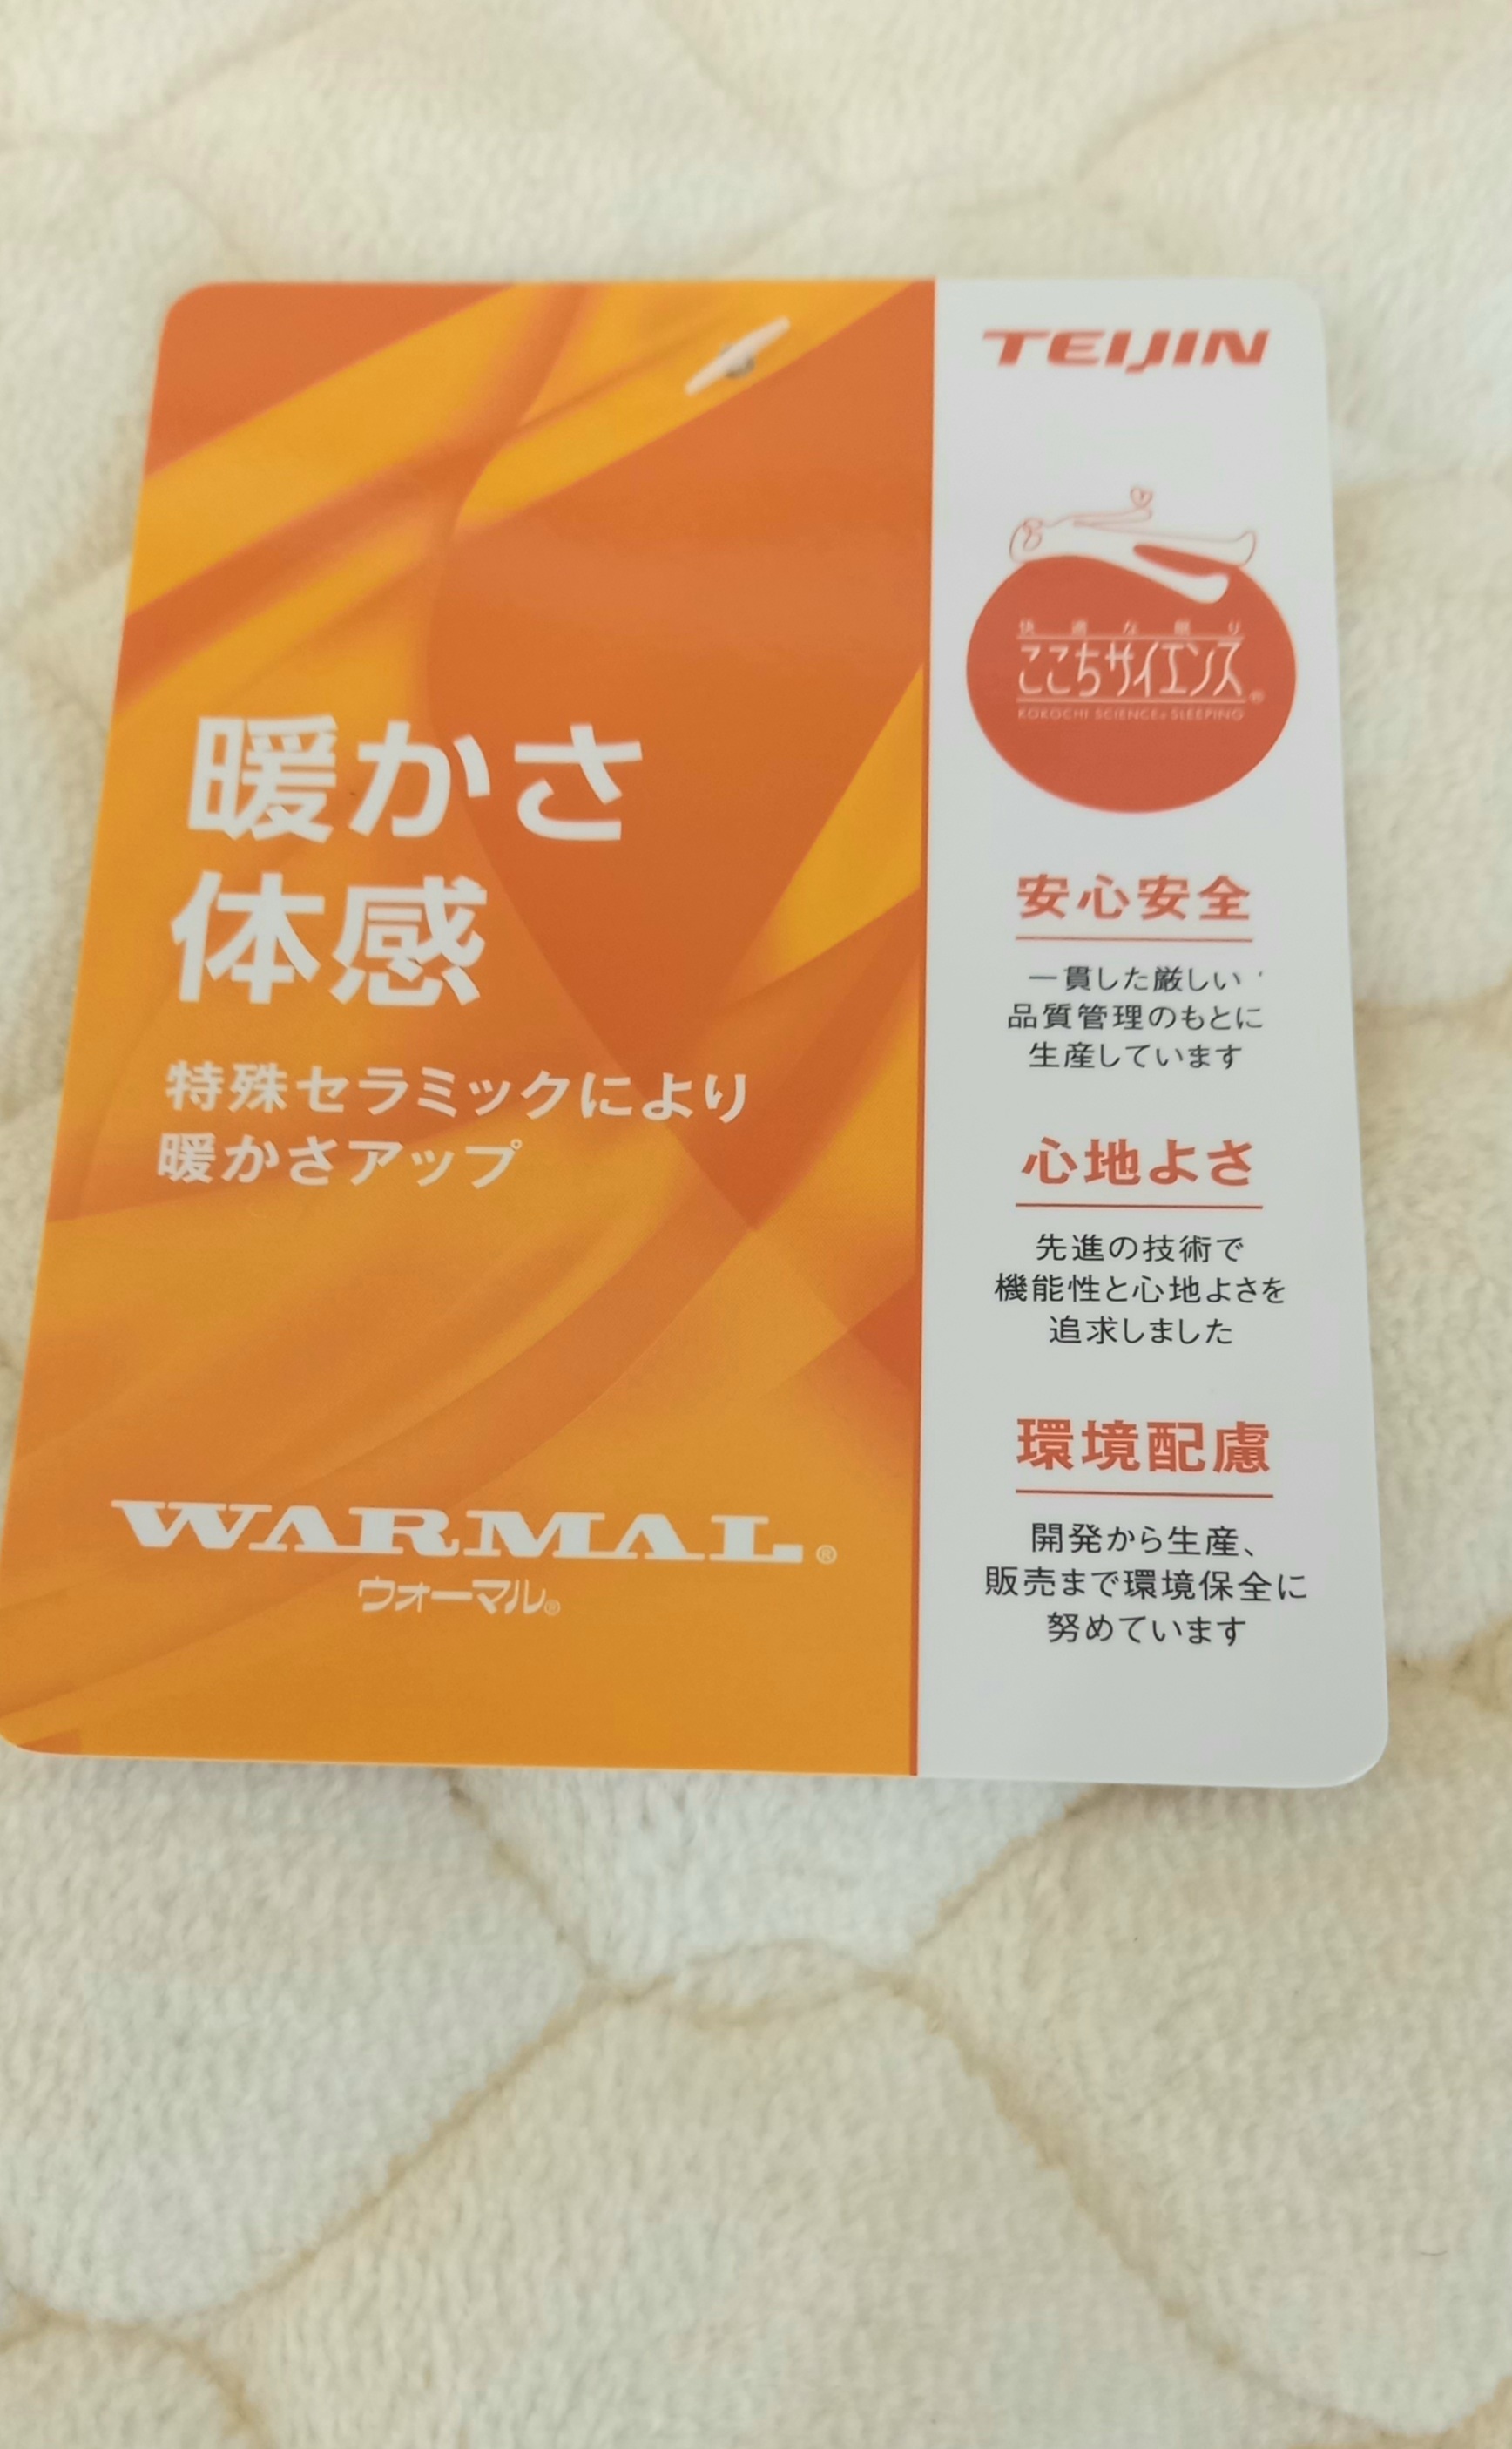 暖かさ
体感
特殊セラミックにより
暖かさアップ
WARMAL®
ウォーマル®
TEIJIN
快適な眠り
ここちサイエンス®
KOKOCHI SCIENCE® SLEEPING
安心安全
一貫した厳しい
品質管理のもとに
生産しています
心地よさ
先進の技術で
機能性と心地よさを
追求しました
環境配慮
開発から生産、
販売まで環境保全に
努めています